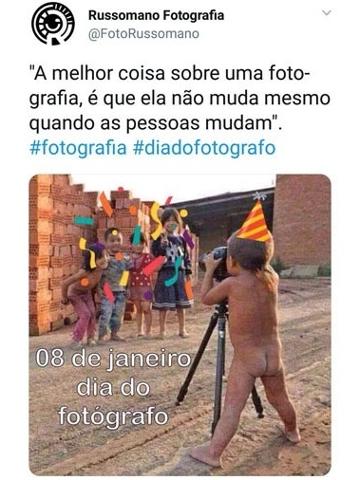 Russomano Fotografia
@FotoRussomano
"A melhor coisa sobre uma foto-
grafia, é que ela não muda mesmo
quando as pessoas mudam".
#fotografia #diadofotografo
08 de janeiro
dia do
fotógrafo